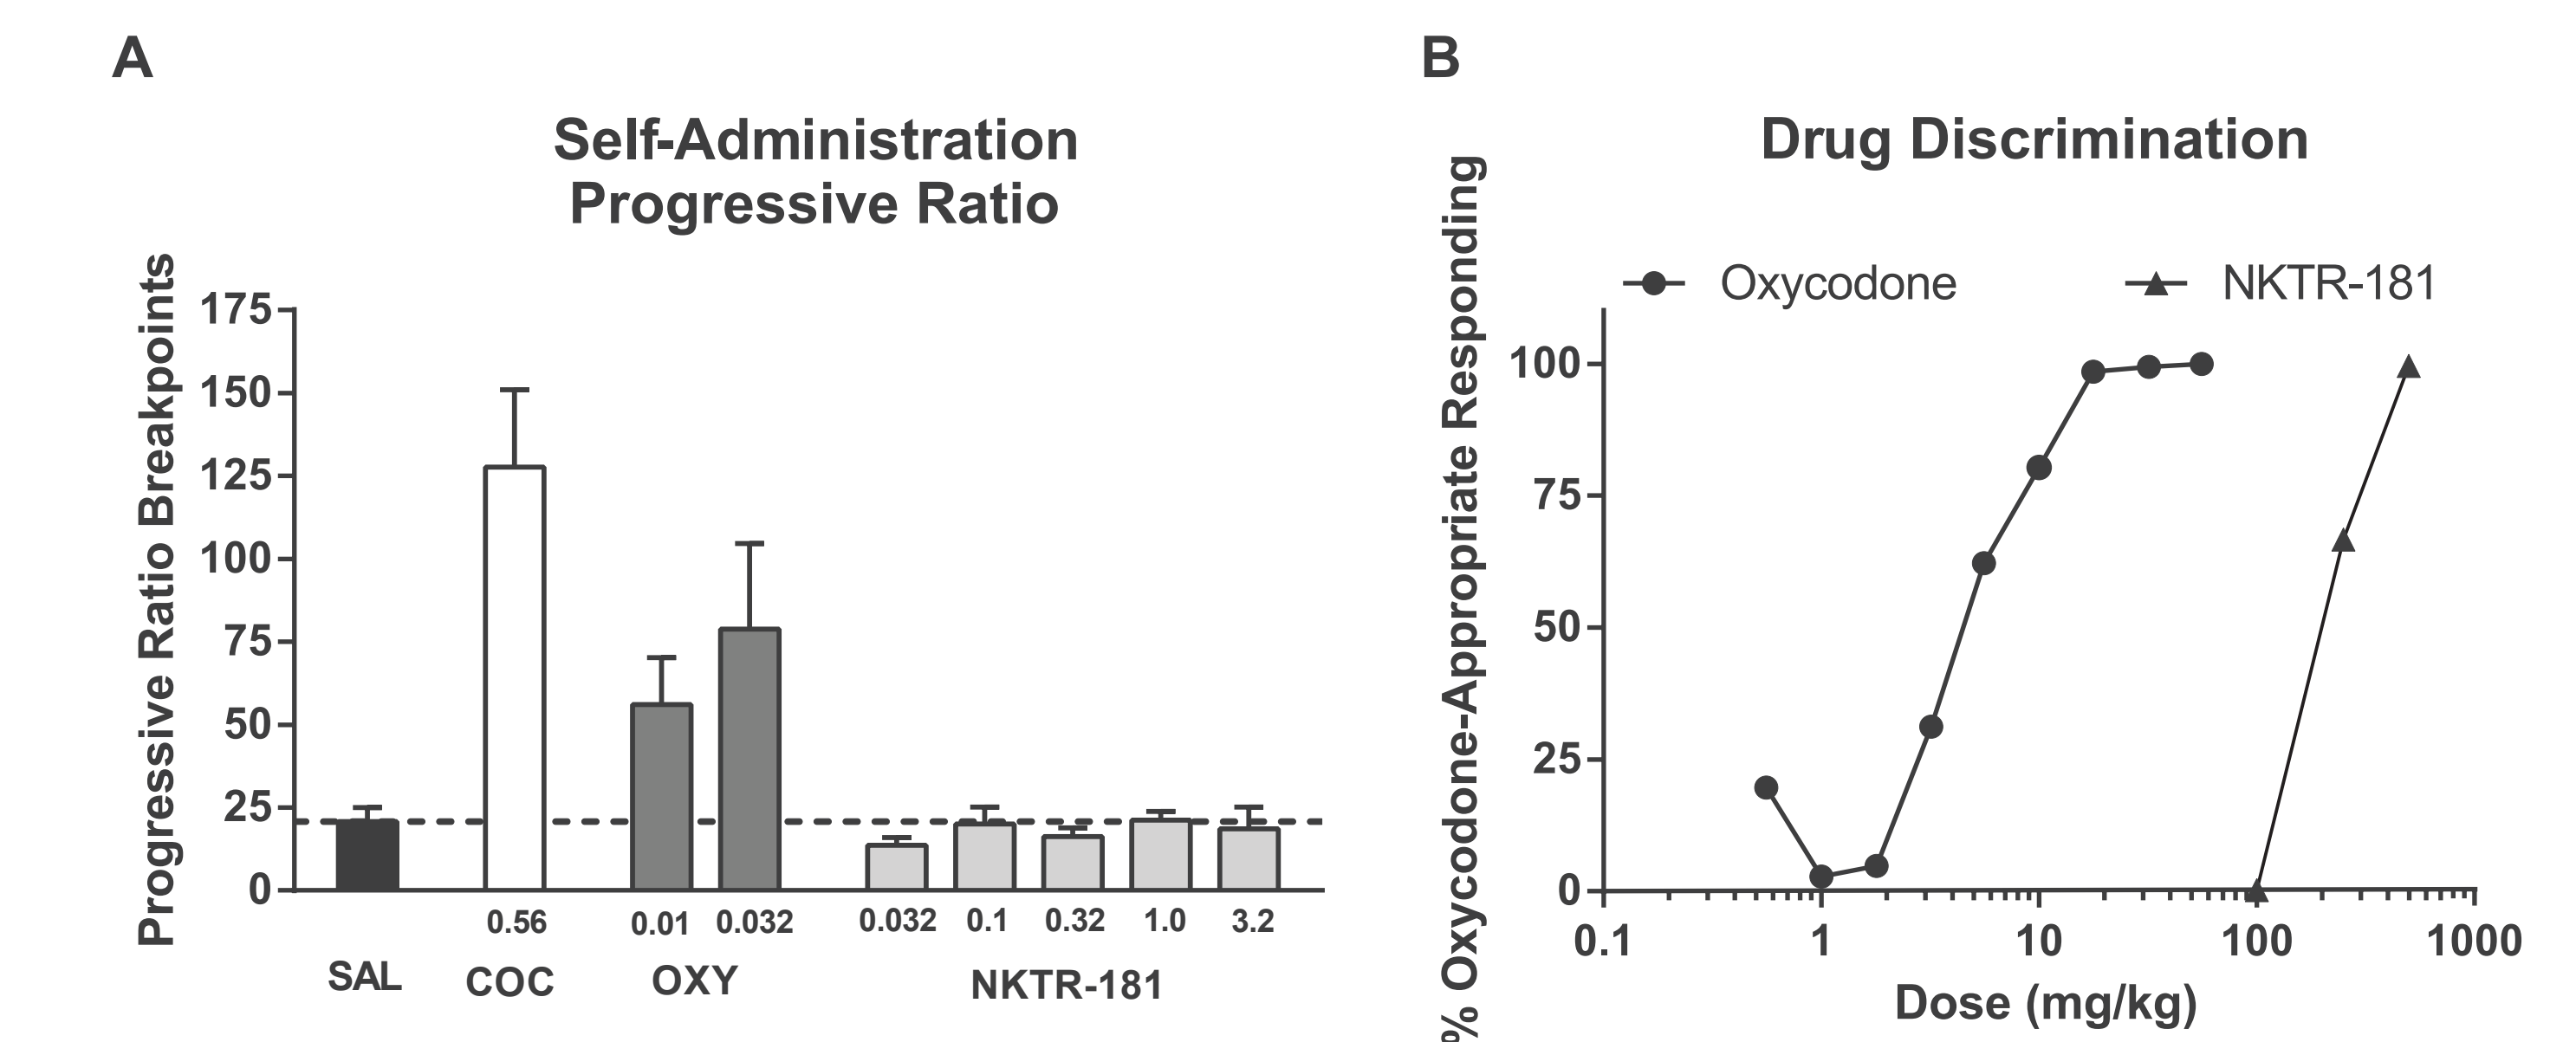 A
Self-Administration
Progressive Ratio
Progressive Ratio Breakpoints
175
150
125
100
75
50
25
0
0.56
0.01 0.032
0.032 0.1 0.32 1.0 3.2
SAL COC OXY NKTR-181
B
Drug Discrimination
% Oxycodone-Appropriate Responding
Oxycodone NKTR-181
100
75
50
25
0
0.1 1 10 100 1000
Dose (mg/kg)